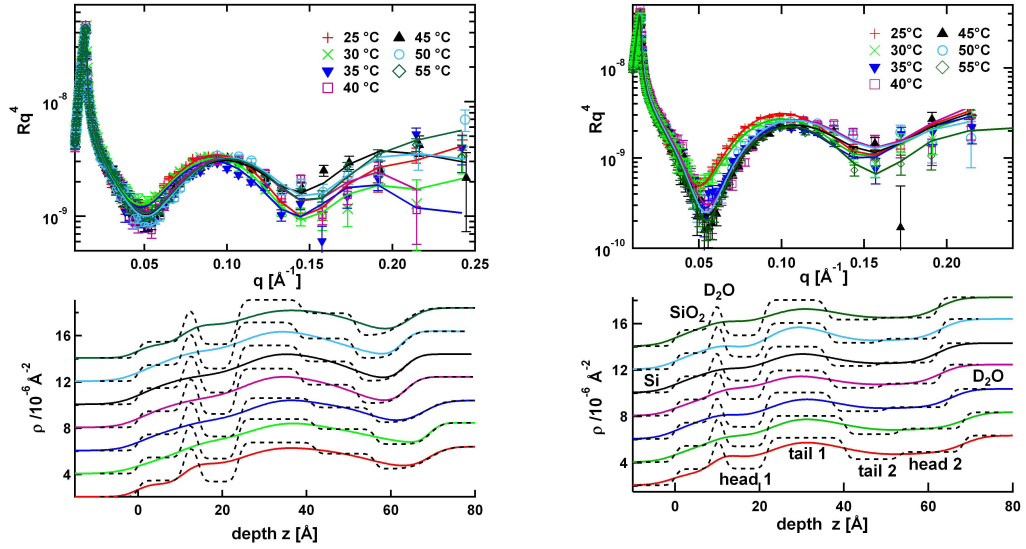 10⁻⁸
10⁻⁹
Rq⁴
25 °C
30 °C
35 °C
40 °C
45 °C
50 °C
55 °C
0.05
0.10
0.15
0.20
0.25
q [Å⁻¹]
10⁻⁸
10⁻⁹
10⁻¹⁰
Rq⁴
25°C
30°C
35°C
40°C
45°C
50°C
55°C
0.05
0.10
0.15
0.20
q [Å⁻¹]
16
12
8
4
ρ /10⁻⁶ Å⁻²
0
20
40
60
80
depth z [Å]
16
12
8
4
ρ /10⁻⁶ Å⁻²
D₂O
SiO₂
Si
D₂O
tail 1
head 1
tail 2
head 2
0
20
40
60
80
depth z [Å]